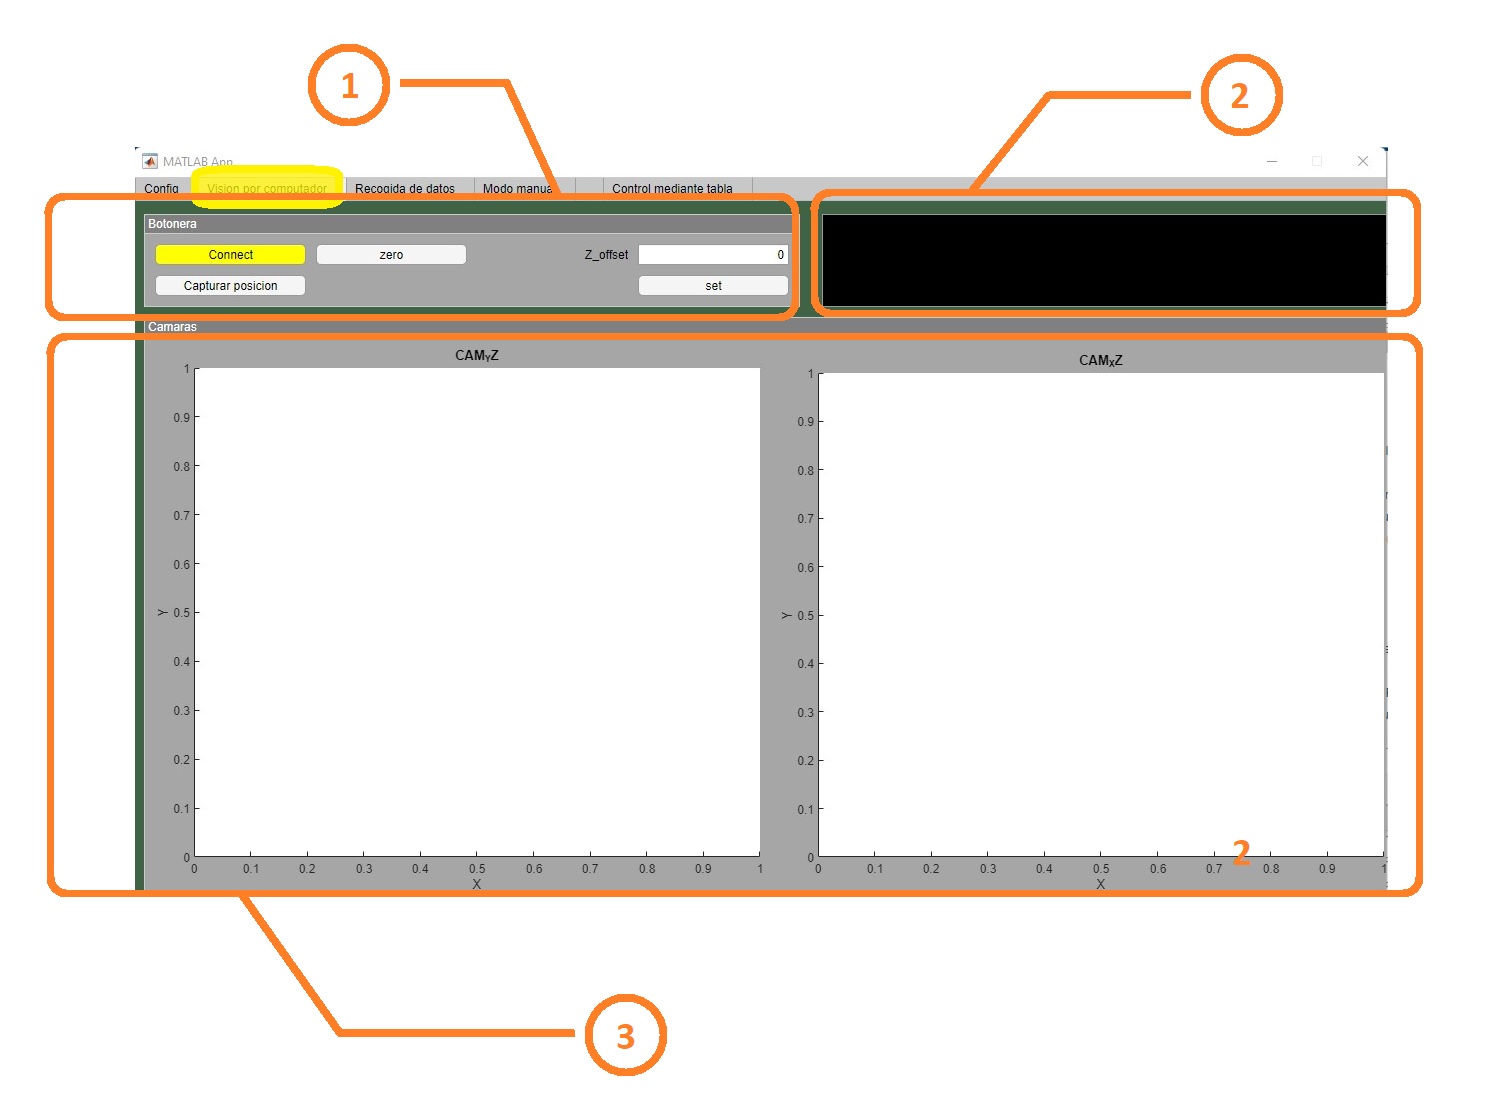 1
2
MATLAB App
Config Vision por computador Recogida de datos Modo manual Control mediante tabla
Botonera
Connect zero Z_offset 0
Capturar posicion set
Camaras
CAMYZ
CAMXZ
1
0.9
0.8
0.7
0.6
Y 0.5
0.4
0.3
0.2
0.1
0
0 0.1 0.2 0.3 0.4 0.5 0.6 0.7 0.8 0.9 1
X
1
0.9
0.8
0.7
0.6
Y 0.5
0.4
0.3
0.2
0.1
0
2
0 0.1 0.2 0.3 0.4 0.5 0.6 0.7 0.8 0.9 1
X
3